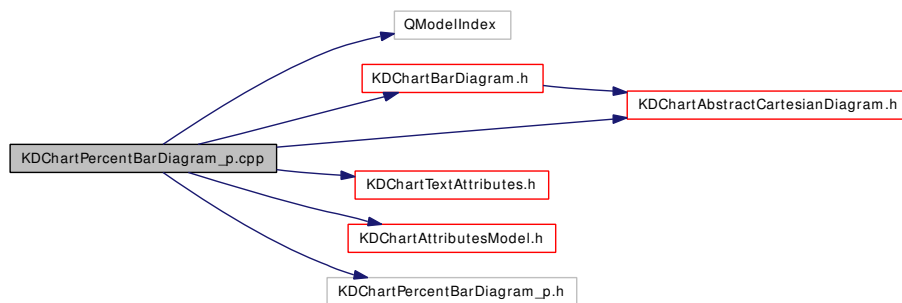 QModelIndex
KDChartBarDiagram.h
KDChartAbstractCartesianDiagram.h
KDChartPercentBarDiagram_p.cpp
KDChartTextAttributes.h
KDChartAttributesModel.h
KDChartPercentBarDiagram_p.h